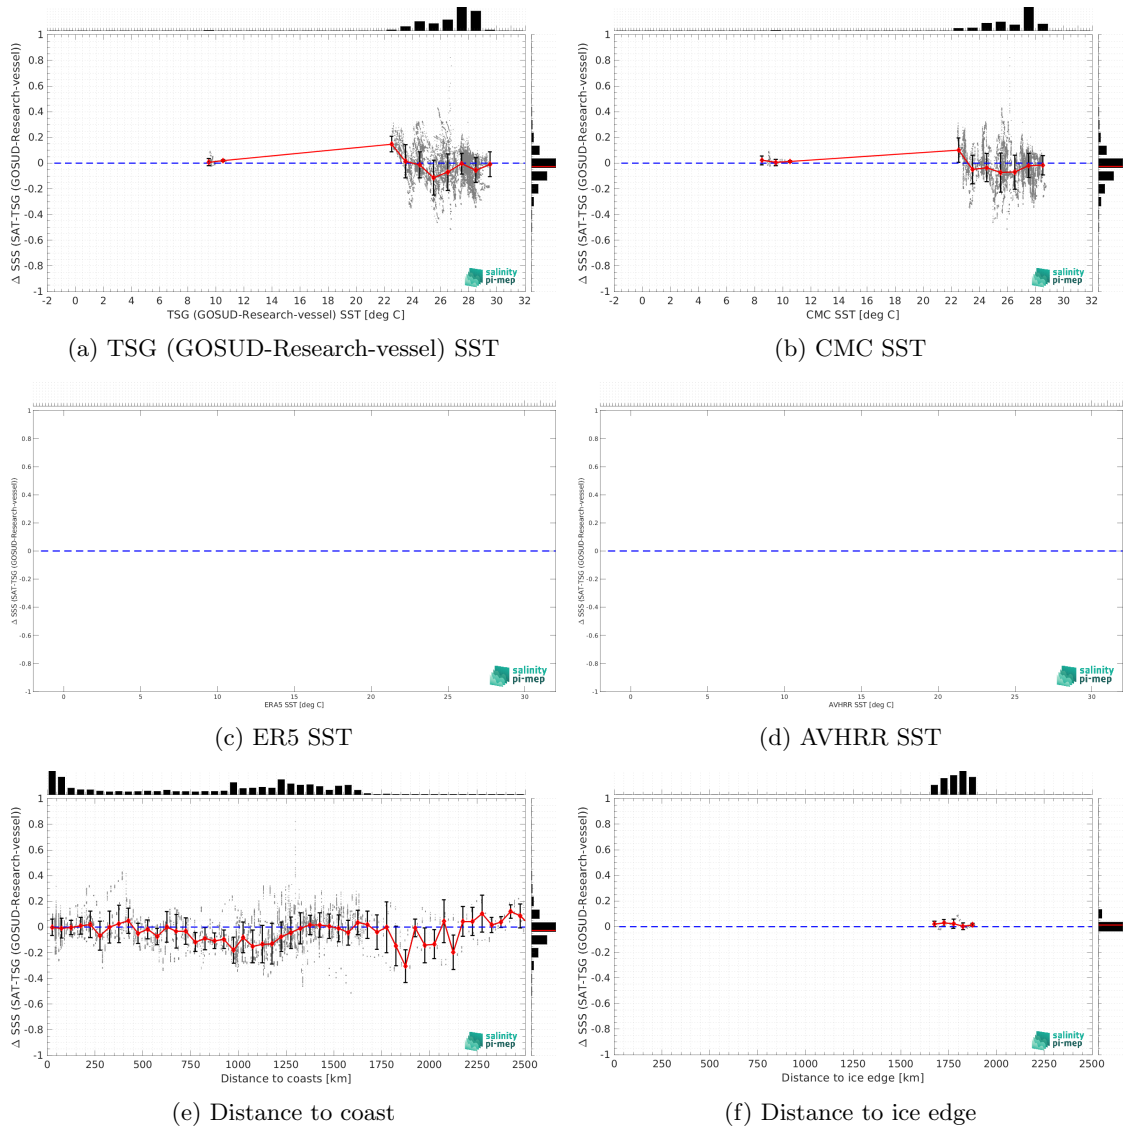 Δ SSS (SAT-TSG (GOSUD-Research-vessel))
1
0.8
0.6
0.4
0.2
0
-0.2
-0.4
-0.6
-0.8
-1
salinity
pi-mep
-2 0 2 4 6 8 10 12 14 16 18 20 22 24 26 28 30 32
TSG (GOSUD-Research-vessel) SST [deg C]
(a) TSG (GOSUD-Research-vessel) SST
Δ SSS (SAT-TSG (GOSUD-Research-vessel))
1
0.8
0.6
0.4
0.2
0
-0.2
-0.4
-0.6
-0.8
-1
salinity
pi-mep
-2 0 2 4 6 8 10 12 14 16 18 20 22 24 26 28 30 32
CMC SST [deg C]
(b) CMC SST
Δ SSS (SAT-TSG (GOSUD-Research-vessel))
1
0.8
0.6
0.4
0.2
0
-0.2
-0.4
-0.6
-0.8
-1
salinity
pi-mep
0 5 10 15 20 25 30
ERA5 SST [deg C]
(c) ER5 SST
Δ SSS (SAT-TSG (GOSUD-Research-vessel))
1
0.8
0.6
0.4
0.2
0
-0.2
-0.4
-0.6
-0.8
-1
salinity
pi-mep
0 5 10 15 20 25 30
AVHRR SST [deg C]
(d) AVHRR SST
Δ SSS (SAT-TSG (GOSUD-Research-vessel))
1
0.8
0.6
0.4
0.2
0
-0.2
-0.4
-0.6
-0.8
-1
salinity
pi-mep
0 250 500 750 1000 1250 1500 1750 2000 2250 2500
Distance to coasts [km]
(e) Distance to coast
Δ SSS (SAT-TSG (GOSUD-Research-vessel))
1
0.8
0.6
0.4
0.2
0
-0.2
-0.4
-0.6
-0.8
-1
salinity
pi-mep
0 250 500 750 1000 1250 1500 1750 2000 2250 2500
Distance to ice edge [km]
(f) Distance to ice edge